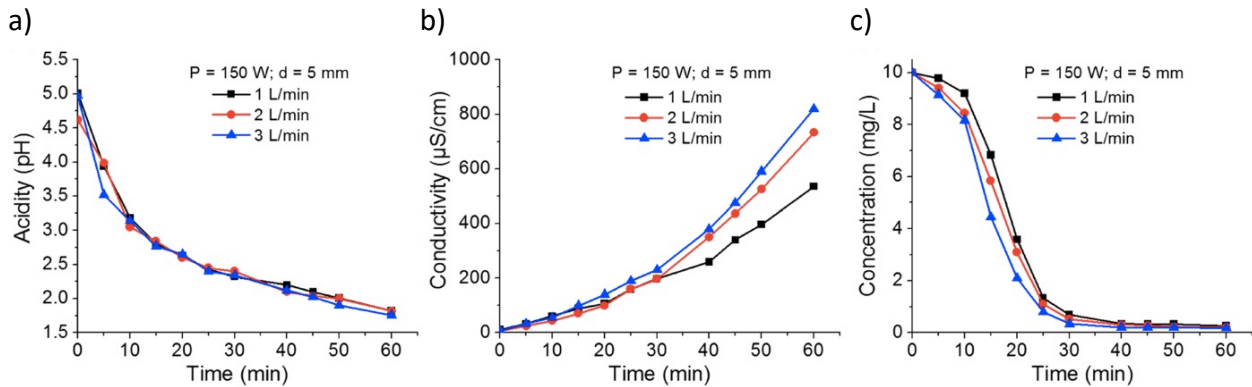 a)
5.5
5.0
4.5
4.0
3.5
3.0
2.5
2.0
1.5
Acidity (pH)
P = 150 W; d = 5 mm
1 L/min
2 L/min
3 L/min
0 10 20 30 40 50 60
Time (min)
b)
1000
800
600
400
200
0
Conductivity (µS/cm)
P = 150 W; d = 5 mm
1 L/min
2 L/min
3 L/min
0 10 20 30 40 50 60
Time (min)
c)
10
8
6
4
2
0
Concentration (mg/L)
P = 150 W; d = 5 mm
1 L/min
2 L/min
3 L/min
0 10 20 30 40 50 60
Time (min)